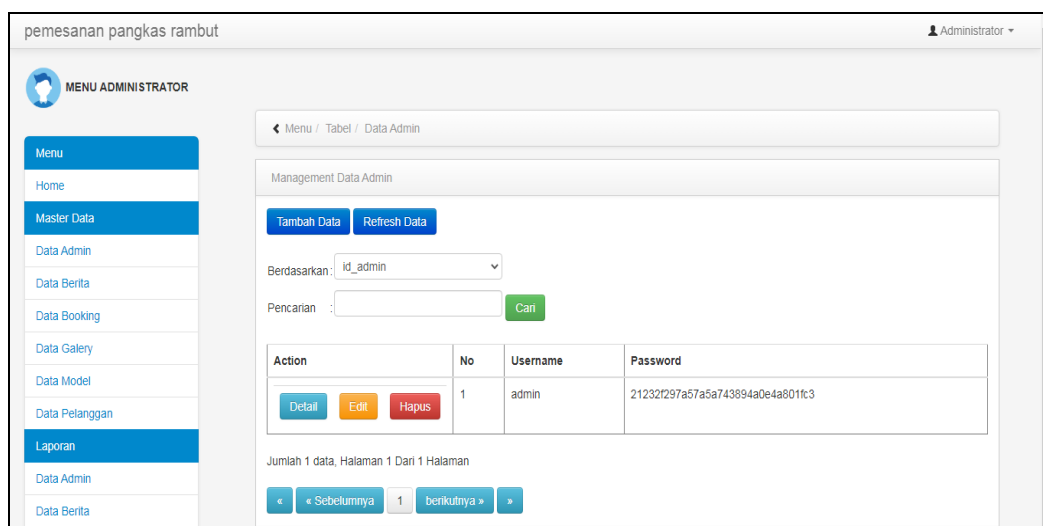 pemesanan pangkas rambut
Administrator
MENU ADMINISTRATOR
Menu
Home
Master Data
Data Admin
Data Berita
Data Booking
Data Galery
Data Model
Data Pelanggan
Laporan
Data Admin
Data Berita
Menu / Tabel / Data Admin
Management Data Admin
Tambah Data Refresh Data
Berdasarkan : id_admin
Pencarian : Cari
Action No Username Password
Detail Edit Hapus 1 admin 21232f297a57a5a743894a0e4a801fc3
Jumlah 1 data, Halaman 1 Dari 1 Halaman
« « Sebelumnya 1 berikutnya » »